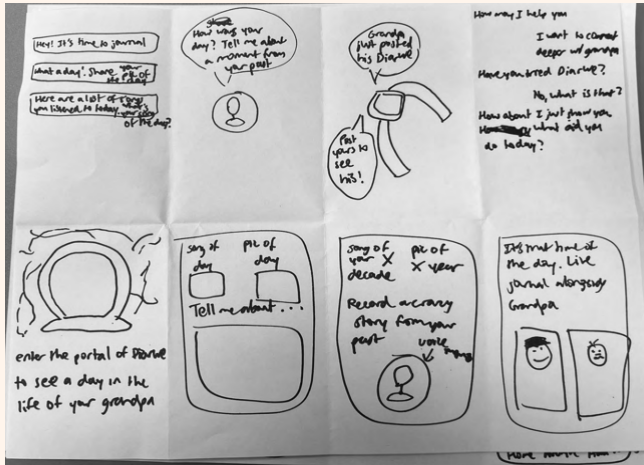 Hey! It's time to journal
What a day! Share your
pic of
the day
Here are a list of songs
you listened to today. What's
your song
of the day?
How was your
day? Tell me about
a moment from
your past
Grandpa
just posted
his Diarwe
Post
yours to
see
his!
How may I help you
I want to connect
deeper w/ grandpa
Have you tried Diarwe?
No, what is that?
How about I just show you
what did you
do today?
enter the portal of Diarwe
to see a day in the
life of your grandpa
song of
day
pic of
day
Tell me about...
song of
your X
decade
pic of
X year
Record a crazy
story from your
past
voice
It's that time of
the day. Live
journal alongside
Grandpa